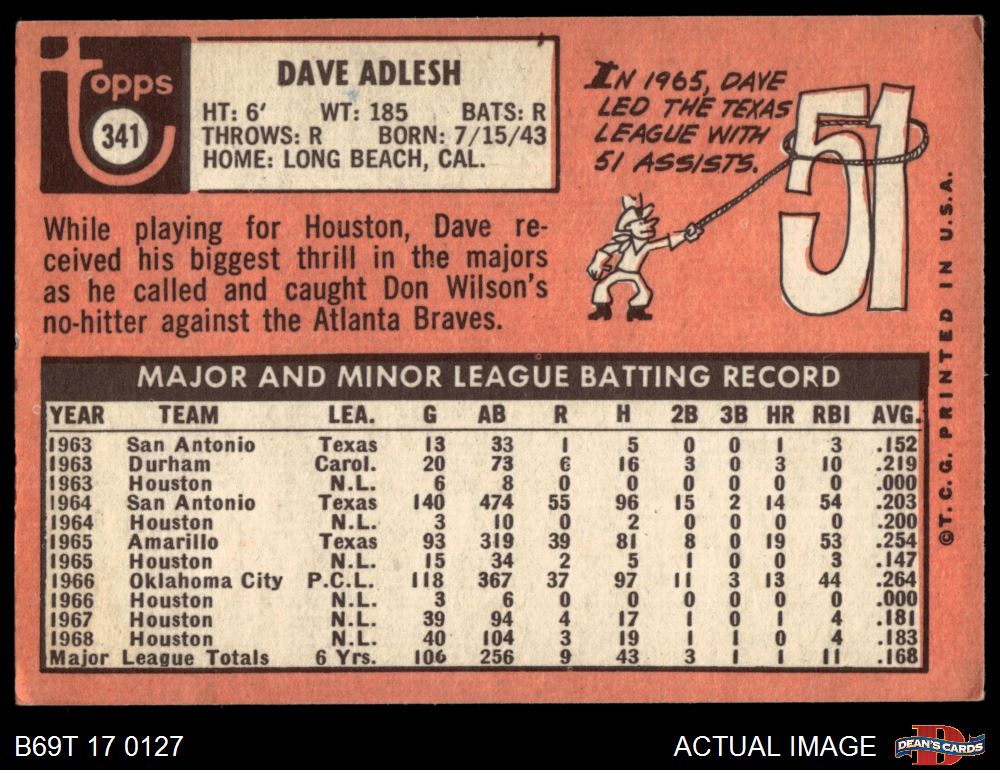 Topps
341
DAVE ADLESH
HT: 6' WT: 185 BATS: R
THROWS: R BORN: 7/15/43
HOME: LONG BEACH, CAL.
IN 1965, DAVE
LED THE TEXAS
LEAGUE WITH
51 ASSISTS.
51
While playing for Houston, Dave re-
ceived his biggest thrill in the majors
as he called and caught Don Wilson's
no-hitter against the Atlanta Braves.
MAJOR AND MINOR LEAGUE BATTING RECORD
YEAR TEAM LEA. G AB R H 2B 3B HR RBI AVG.
1963 San Antonio Texas 13 33 1 5 0 0 1 3 .152
1963 Durham Carol. 20 73 6 16 3 0 3 10 .219
1963 Houston N.L. 6 8 0 0 0 0 0 0 .000
1964 San Antonio Texas 140 474 55 96 15 2 14 54 .203
1964 Houston N.L. 3 10 0 2 0 0 0 0 .200
1965 Amarillo Texas 93 319 39 81 8 0 19 53 .254
1965 Houston N.L. 15 34 2 5 1 0 0 3 .147
1966 Oklahoma City P.C.L. 118 367 37 97 11 3 13 44 .264
1966 Houston N.L. 3 6 0 0 0 0 0 0 .000
1967 Houston N.L. 39 94 4 17 1 0 1 4 .181
1968 Houston N.L. 40 104 3 19 1 1 0 4 .183
Major League Totals 6 Yrs. 106 256 9 43 3 1 1 11 .168
©T.C.G. PRINTED IN U.S.A.
B69T 17 0127
ACTUAL IMAGE
DEAN'S CARDS